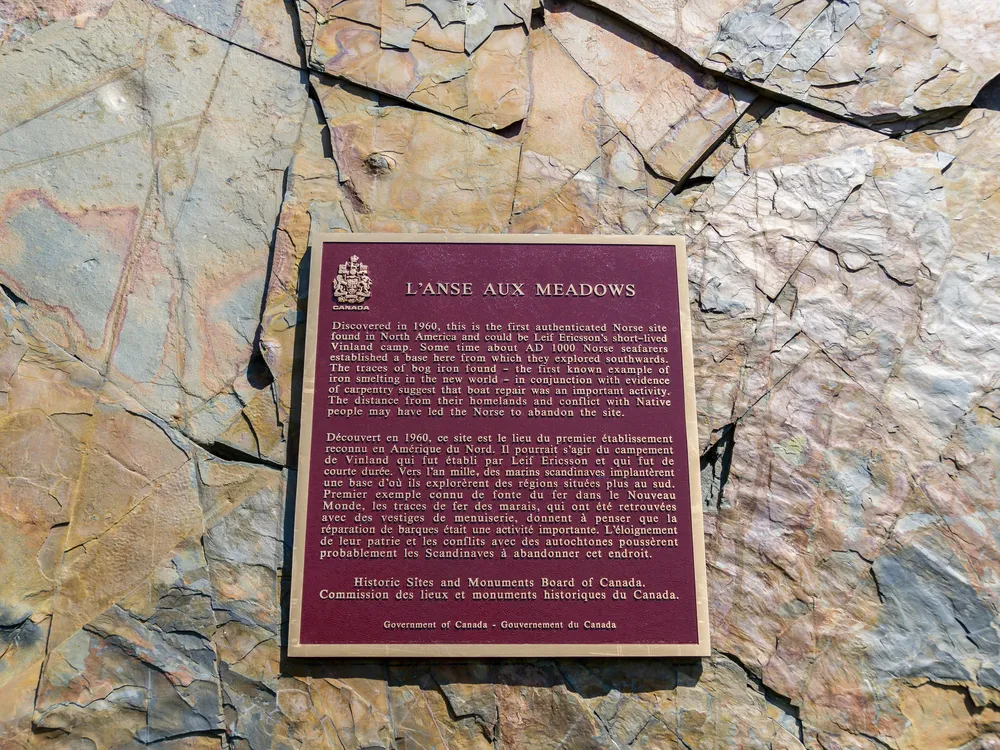 CANADA
L'ANSE AUX MEADOWS
Discovered in 1960, this is the first authenticated Norse site
found in North America and could be Leif Ericsson's short-lived
Vinland camp. Some time about AD 1000 Norse seafarers
established a base here from which they explored southwards.
The traces of bog iron found – the first known example of
iron smelting in the new world – in conjunction with evidence
of carpentry suggest that boat repair was an important activity.
The distance from their homelands and conflict with Native
people may have led the Norse to abandon the site.
Découvert en 1960, ce site est le lieu du premier établissement
reconnu en Amérique du Nord. Il pourrait s'agir du campement
de Vinland qui fut établi par Leif Ericsson et qui fut de
courte durée. Vers l'an mille, des marins scandinaves implantèrent
une base d'où ils explorèrent des régions situées plus au sud.
Premier exemple connu de fonte du fer dans le Nouveau
Monde, les traces de fer des marais, qui ont été retrouvées
avec des vestiges de menuiserie, donnent à penser que la
réparation de barques était une activité importante. L'éloignement
de leur patrie et les conflits avec des autochtones poussèrent
probablement les Scandinaves à abandonner cet endroit.
Historic Sites and Monuments Board of Canada.
Commission des lieux et monuments historiques du Canada.
Government of Canada - Gouvernement du Canada